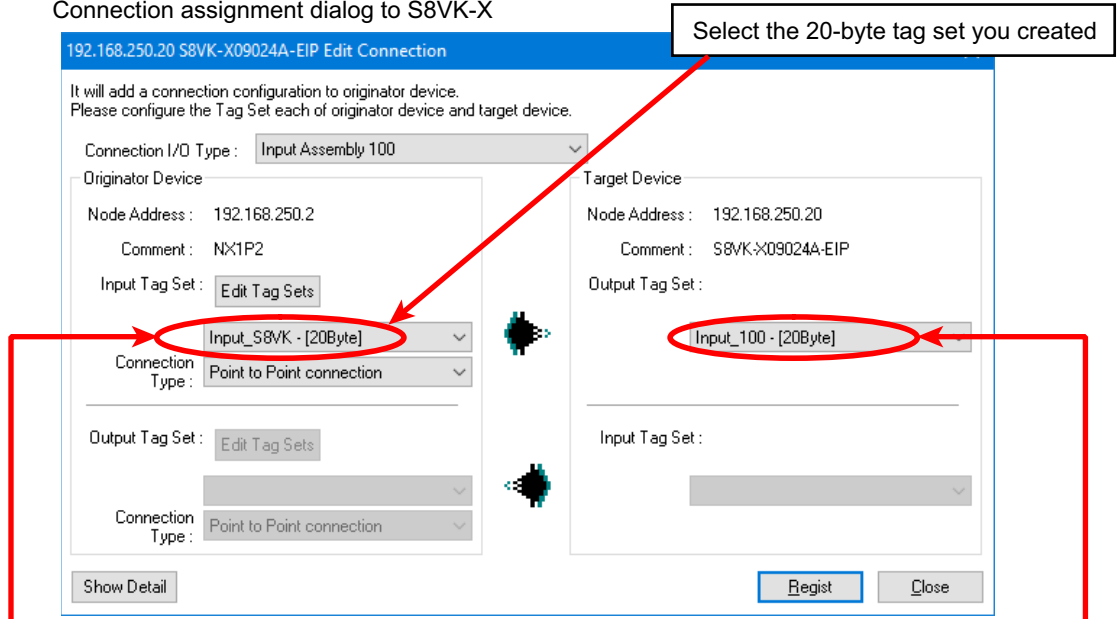 Connection assignment dialog to S8VK-X
Select the 20-byte tag set you created
192.168.250.20 S8VK-X09024A-EIP Edit Connection
It will add a connection configuration to originator device.
Please configure the Tag Set each of originator device and target device.
Connection I/O Type : Input Assembly 100
Originator Device
Node Address : 192.168.250.2
Comment : NX1P2
Input Tag Set : Edit Tag Sets
Input_S8VK - [20Byte]
Connection
Type : Point to Point connection
Output Tag Set : Edit Tag Sets
Connection
Type : Point to Point connection
Target Device
Node Address : 192.168.250.20
Comment : S8VK-X09024A-EIP
Output Tag Set :
Input_100 - [20Byte]
Input Tag Set :
Show Detail
Regist
Close